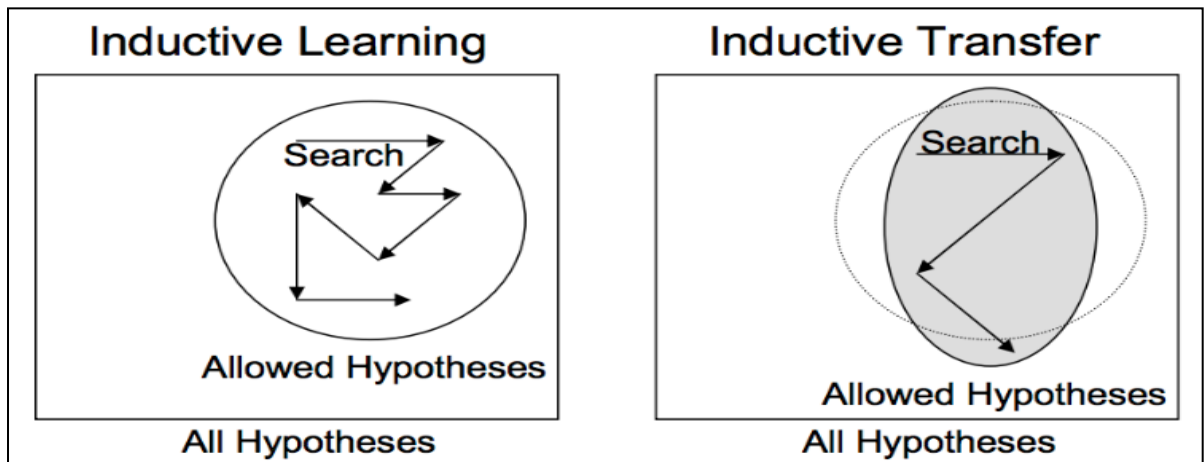 Inductive Learning
Search
Allowed Hypotheses
All Hypotheses
Inductive Transfer
Search
Allowed Hypotheses
All Hypotheses